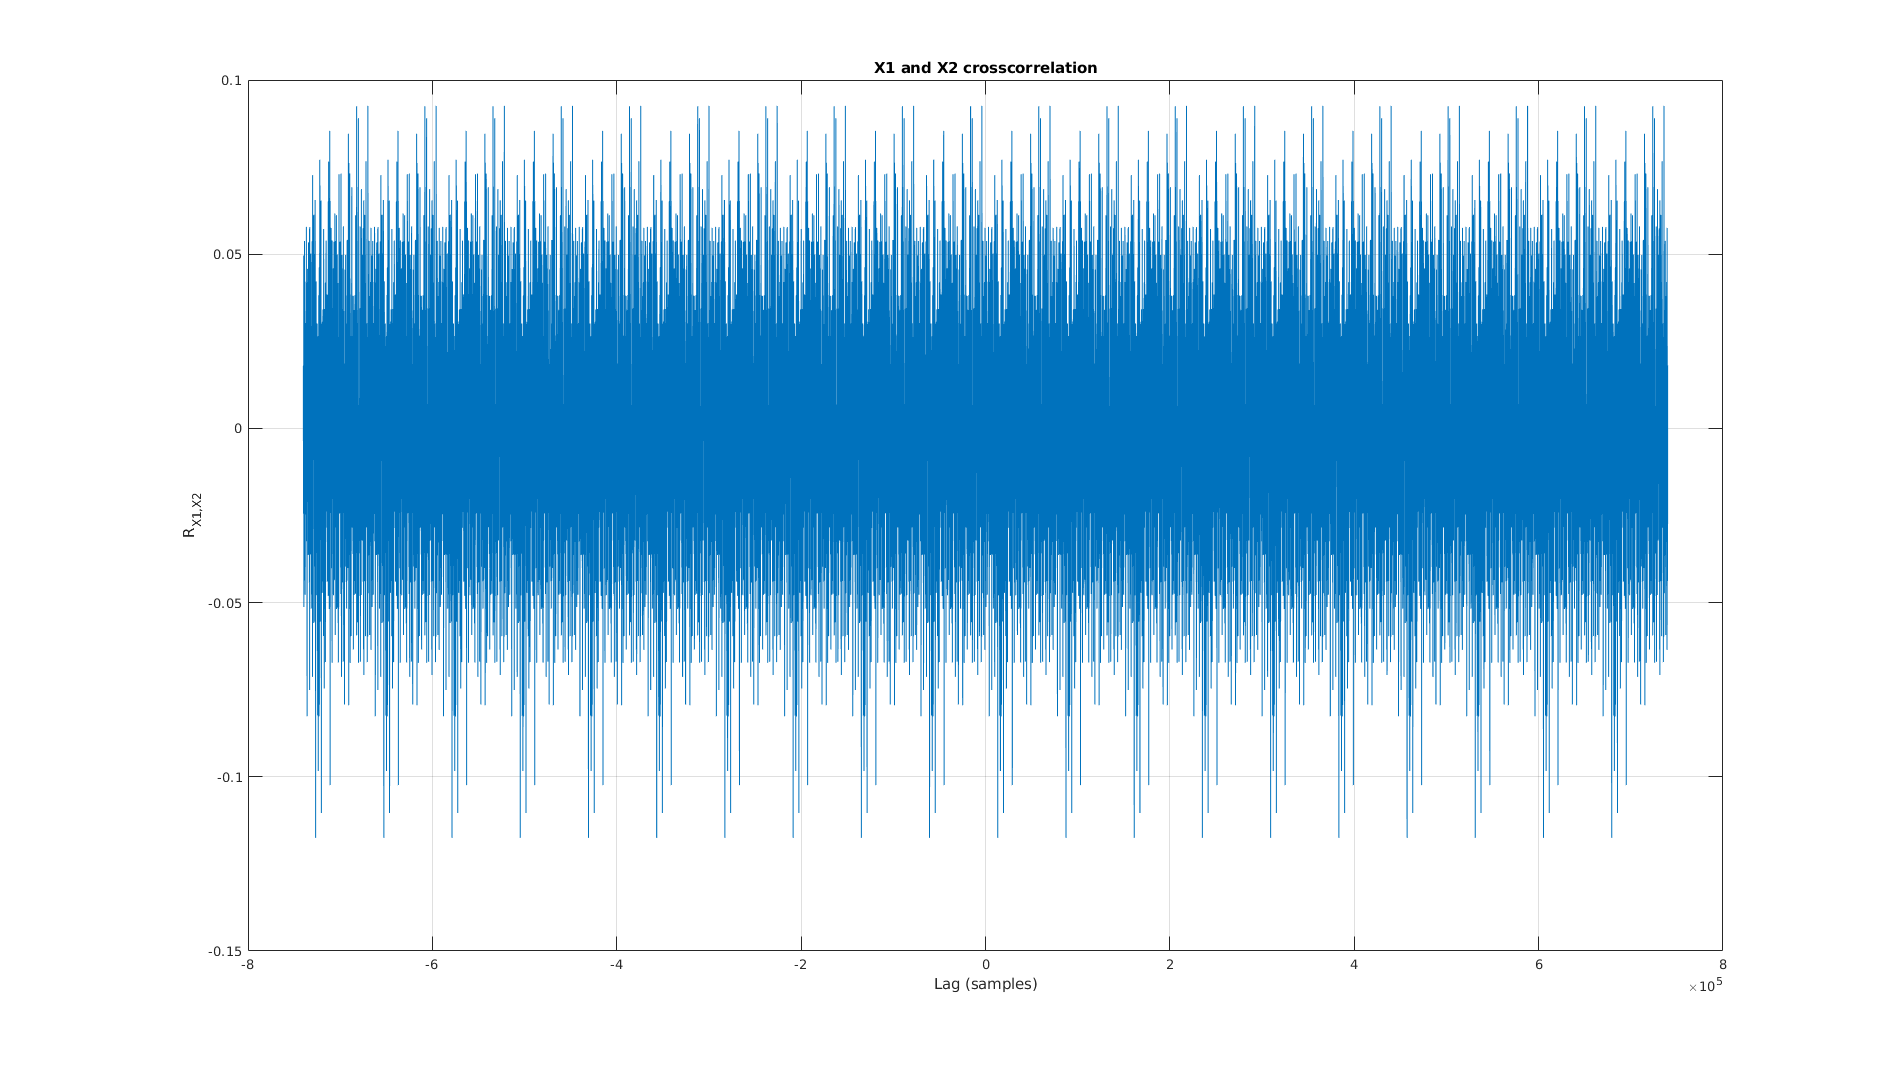 X1 and X2 crosscorrelation
0.1
0.05
0
-0.05
-0.1
-0.15
R_{X1,X2}
-8 -6 -4 -2 0 2 4 6 8
Lag (samples)
×10^5